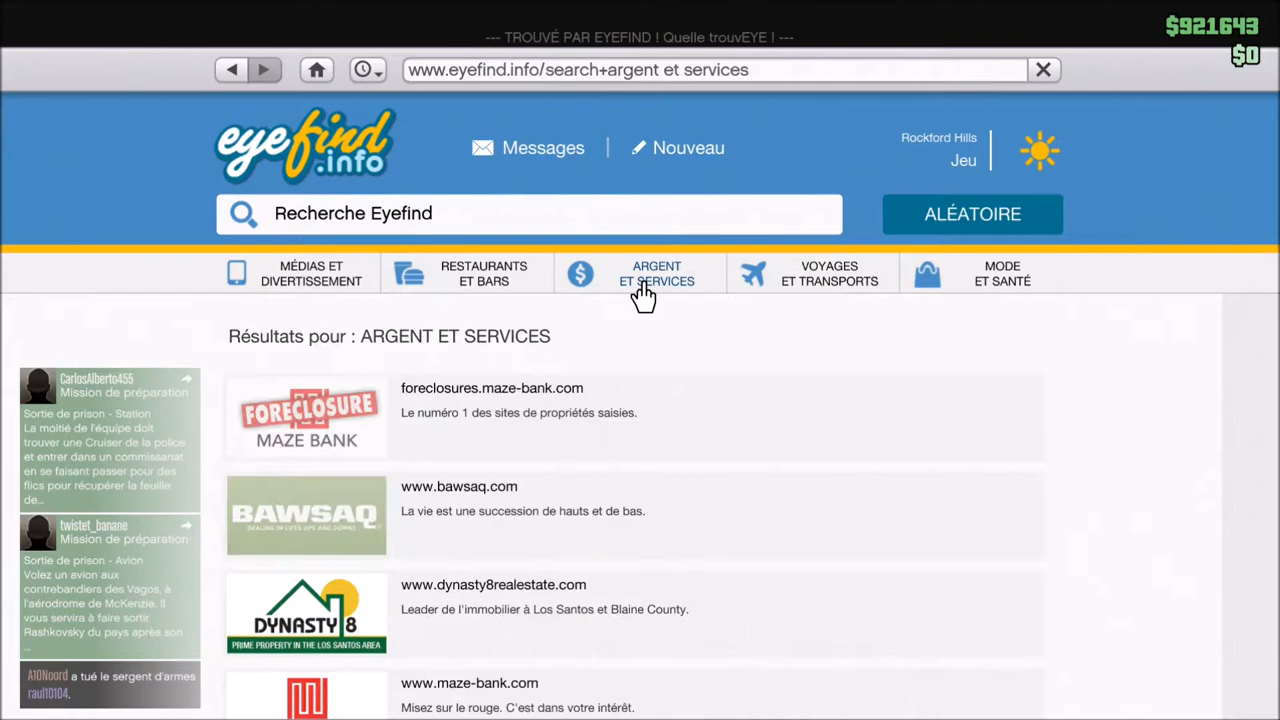 $921643
$0
--- TROUVÉ PAR EYEFIND ! Quelle trouvEYE ! ---
www.eyefind.info/search+argent et services
eyefind
.info
Messages
Nouveau
Rockford Hills
Jeu
Recherche Eyefind
ALÉATOIRE
MÉDIAS ET
DIVERTISSEMENT
RESTAURANTS
ET BARS
ARGENT
ET SERVICES
VOYAGES
ET TRANSPORTS
MODE
ET SANTÉ
Résultats pour : ARGENT ET SERVICES
CarlosAlberto455
Mission de préparation
Sortie de prison - Station
La moitié de l'équipe doit
trouver une Cruiser de la police
et entrer dans un commissariat
en se faisant passer pour des
flics pour récupérer la feuille
de...
twistet_banane
Mission de préparation
Sortie de prison - Avion
Volez un avion aux
contrebandiers des Vagos, à
l'aérodrome de McKenzie. Il
vous servira à faire sortir
Rashkovsky du pays après son
...
A10Noord a tué le sergent d'armes
raul10104.
FORECLOSURE
MAZE BANK
foreclosures.maze-bank.com
Le numéro 1 des sites de propriétés saisies.
BAWSAQ
DEALING IN LIFE'S UPS AND DOWNS
www.bawsaq.com
La vie est une succession de hauts et de bas.
DYNASTY 8
PRIME PROPERTY IN THE LOS SANTOS AREA
www.dynasty8realestate.com
Leader de l'immobilier à Los Santos et Blaine County.
www.maze-bank.com
Misez sur le rouge. C'est dans votre intérêt.